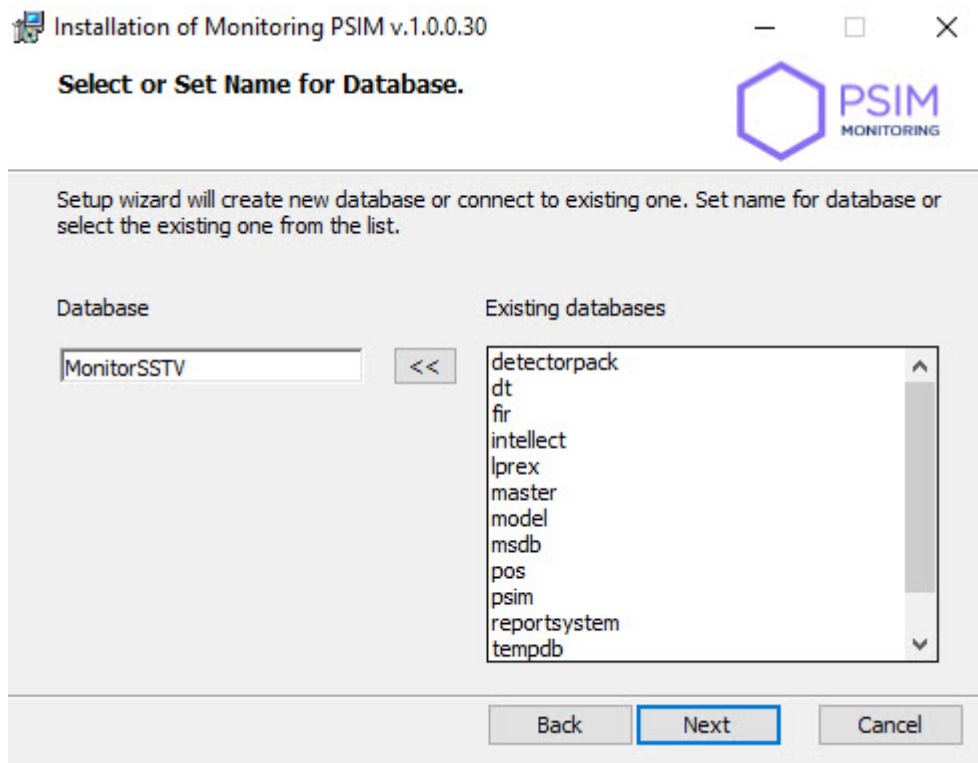 Installation of Monitoring PSIM v.1.0.0.30
Select or Set Name for Database.
PSIM
MONITORING
Setup wizard will create new database or connect to existing one. Set name for database or
select the existing one from the list.
Database
Existing databases
MonitorSSTV
<<
detectorpack
dt
fir
intellect
lprex
master
model
msdb
pos
psim
reportsystem
tempdb
Back
Next
Cancel